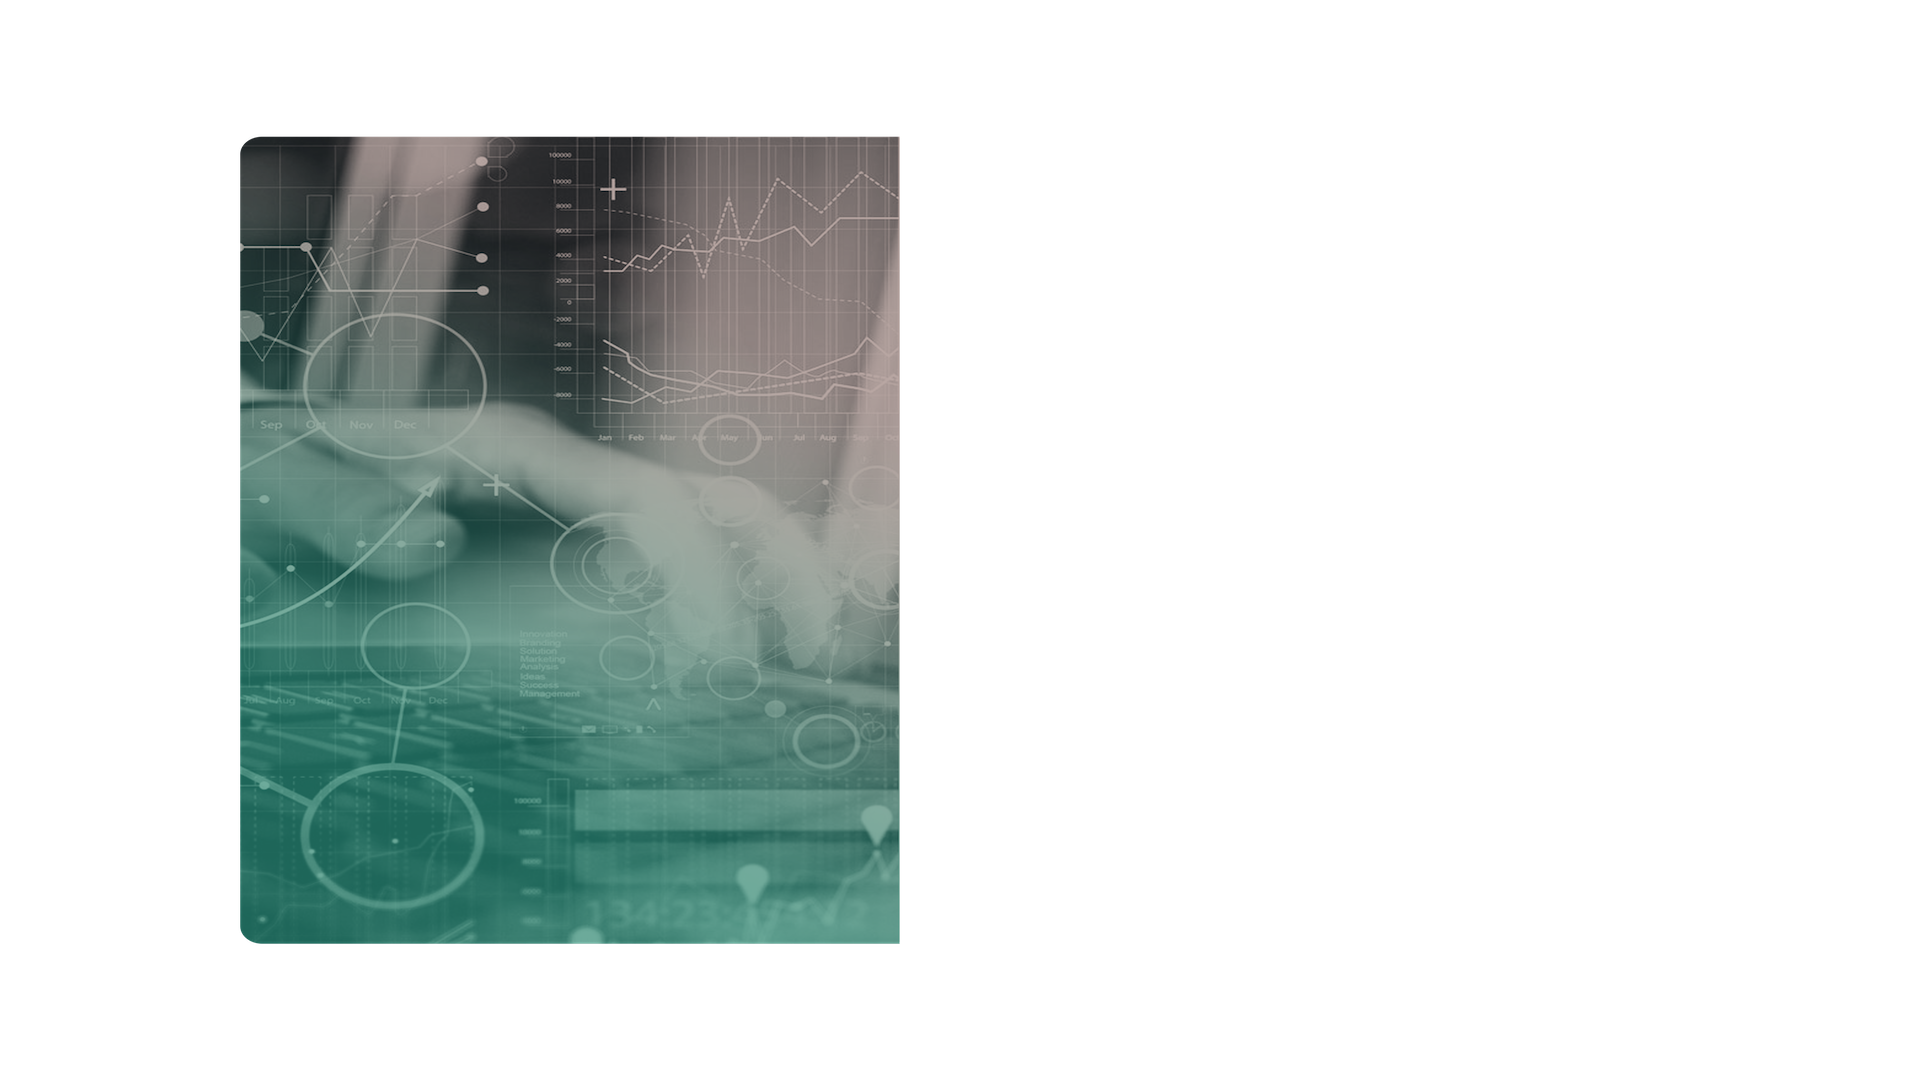 100000
10000
8000
6000
4000
2000
0
-2000
-4000
-6000
-8000
Sep Oct Nov Dec
Jan Feb Mar Apr May Jun Jul Aug Sep Oct
Innovation
Branding
Solution
Marketing
Analysis
Ideas
Success
Management
Jul Aug Sep Oct Nov Dec
100000